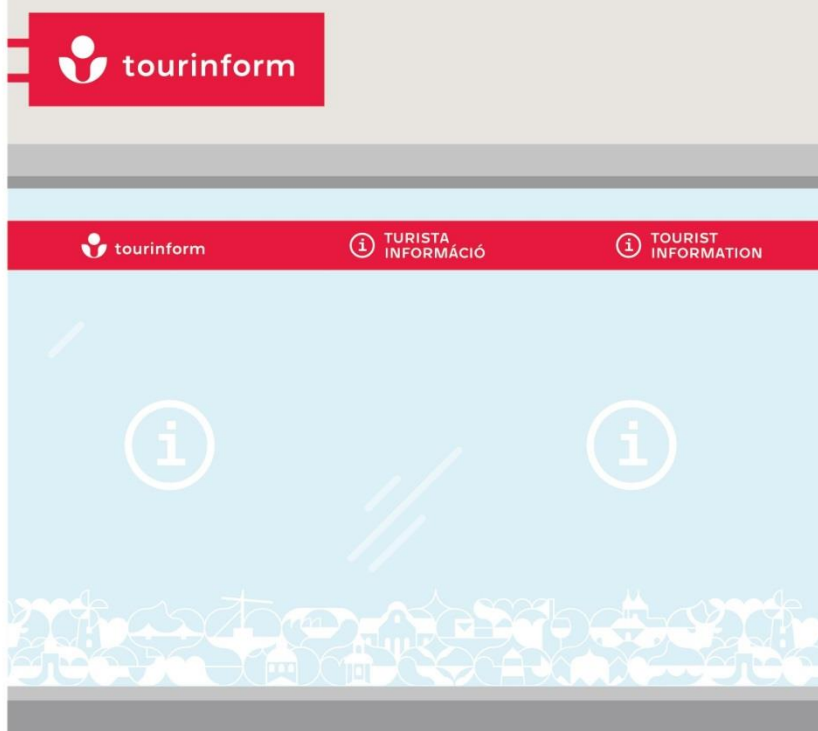 tourinform
tourinform
i TURISTA
INFORMÁCIÓ
i TOURIST
INFORMATION
i
i